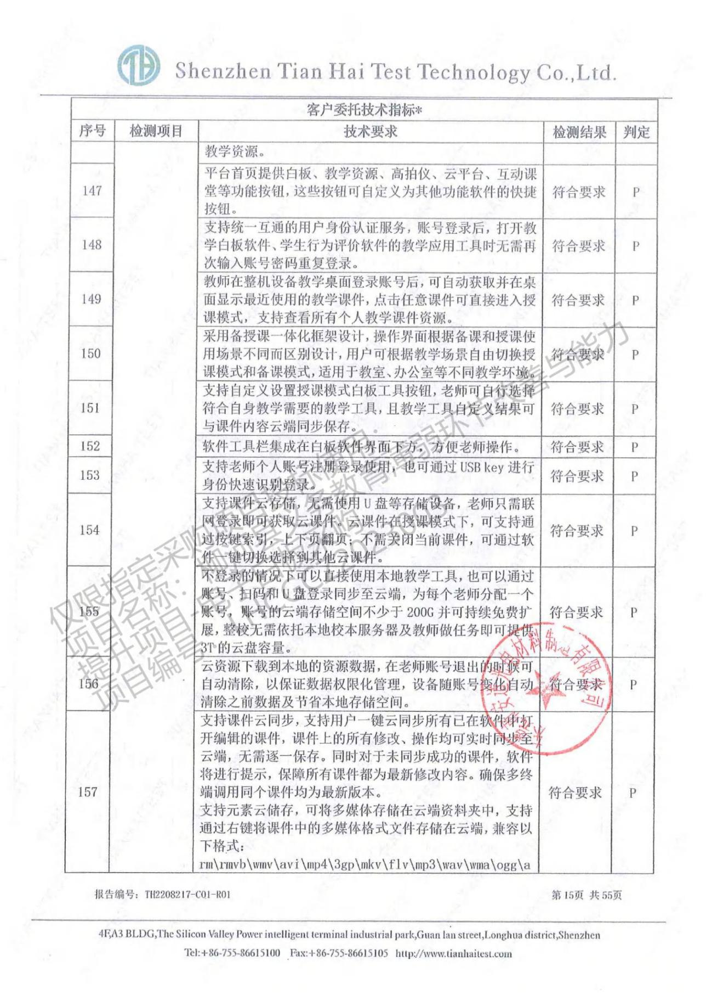 TH Shenzhen Tian Hai Test Technology Co.,Ltd.
客户委托技术指标*
序号 检测项目 技术要求 检测结果 判定
教学资源。
147 平台首页提供白板、教学资源、高拍仪、云平台、互动课
堂等功能按钮，这些按钮可自定义为其他功能软件的快捷 符合要求 P
按钮。
148 支持统一互通的用户身份认证服务，账号登录后，打开教
学白板软件、学生行为评价软件的教学应用工具时无需再 符合要求 P
次输入账号密码重复登录。
149 教师在整机设备教学桌面登录账号后，可自动获取并在桌
面显示最近使用的教学课件，点击任意课件可直接进入授 符合要求 P
课模式，支持查看所有个人教学课件资源。
150 采用备授课一体化框架设计，操作界面根据备课和授课使
用场景不同而区别设计，用户可根据教学场景自由切换授 符合要求 P
课模式和备课模式，适用于教室、办公室等不同教学环境。
151 支持自定义设置授课模式白板工具按钮，老师可自行选择
符合自身教学需要的教学工具，且教学工具自定义结果可 符合要求 P
与课件内容云端同步保存。
152 软件工具栏集成在白板软件界面下方，方便老师操作。 符合要求 P
153 支持老师个人账号注册登录使用，也可通过 USB key 进行 符合要求 P
身份快速识别登录。
154 支持课件云存储，无需使用 U 盘等存储设备，老师只需联
网登录即可获取云课件。云课件在授课模式下，可支持通 符合要求 P
过按键索引，上下页翻页；不需关闭当前课件，可通过软
件一键切换选择到其他云课件。
155 不登录的情况下可以直接使用本地教学工具，也可以通过
账号、扫码和 U 盘登录同步至云端，为每个老师分配一个
账号，账号的云端存储空间不少于 200G 并可持续免费扩 符合要求 P
展，整校无需依托本地校本服务器及教师做任务即可提供
3T 的云盘容量。
156 云资源下载到本地的资源数据，在老师账号退出的时候可
自动清除，以保证数据权限化管理，设备随账号变化自动 符合要求 P
清除之前数据及节省本地存储空间。
157 支持课件云同步，支持用户一键云同步所有已在软件中打
开编辑的课件，课件上的所有修改、操作均可实时同步至
云端，无需逐一保存。同时对于未同步成功的课件，软件
将进行提示，保障所有课件都为最新修改内容。确保多终
端调用同个课件均为最新版本。 符合要求 P
支持元素云储存，可将多媒体存储在云端资料夹中，支持
通过右键将课件中的多媒体格式文件存储在云端，兼容以
下格式：
rm\rmvb\wmv\avi\mp4\3gp\mkv\flv\mp3\wav\wma\ogg\a
仅限指定采购项目投标使用：
项目名称：
提升项目
项目编号
报告编号：TH2208217-CQ1-R01 第 15页 共 55页
4F,A3 BLDG,The Silicon Valley Power intelligent terminal industrial park,Guan lan street,Longhua district,Shenzhen
Tel:+86-755-86615100 Fax:+86-755-86615105 http://www.tianhaitest.com